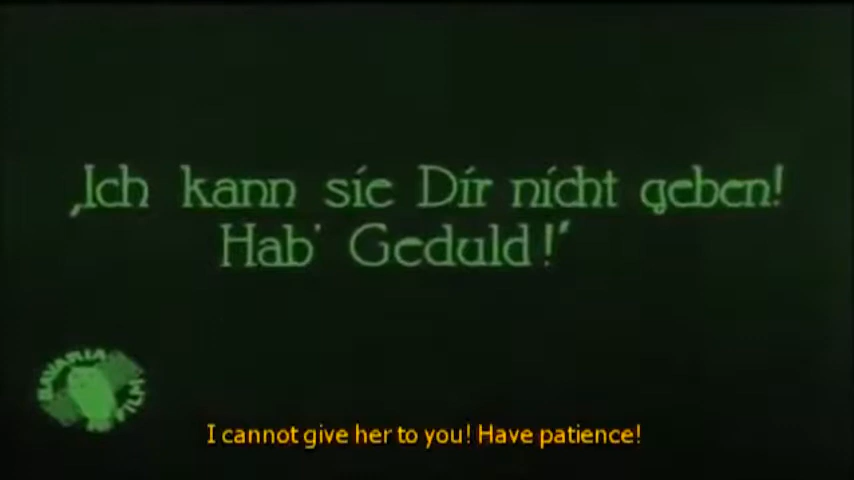 ‚Ich kann sie Dir nicht geben!
Hab' Geduld!‘
BAVARIA FILM
I cannot give her to you! Have patience!